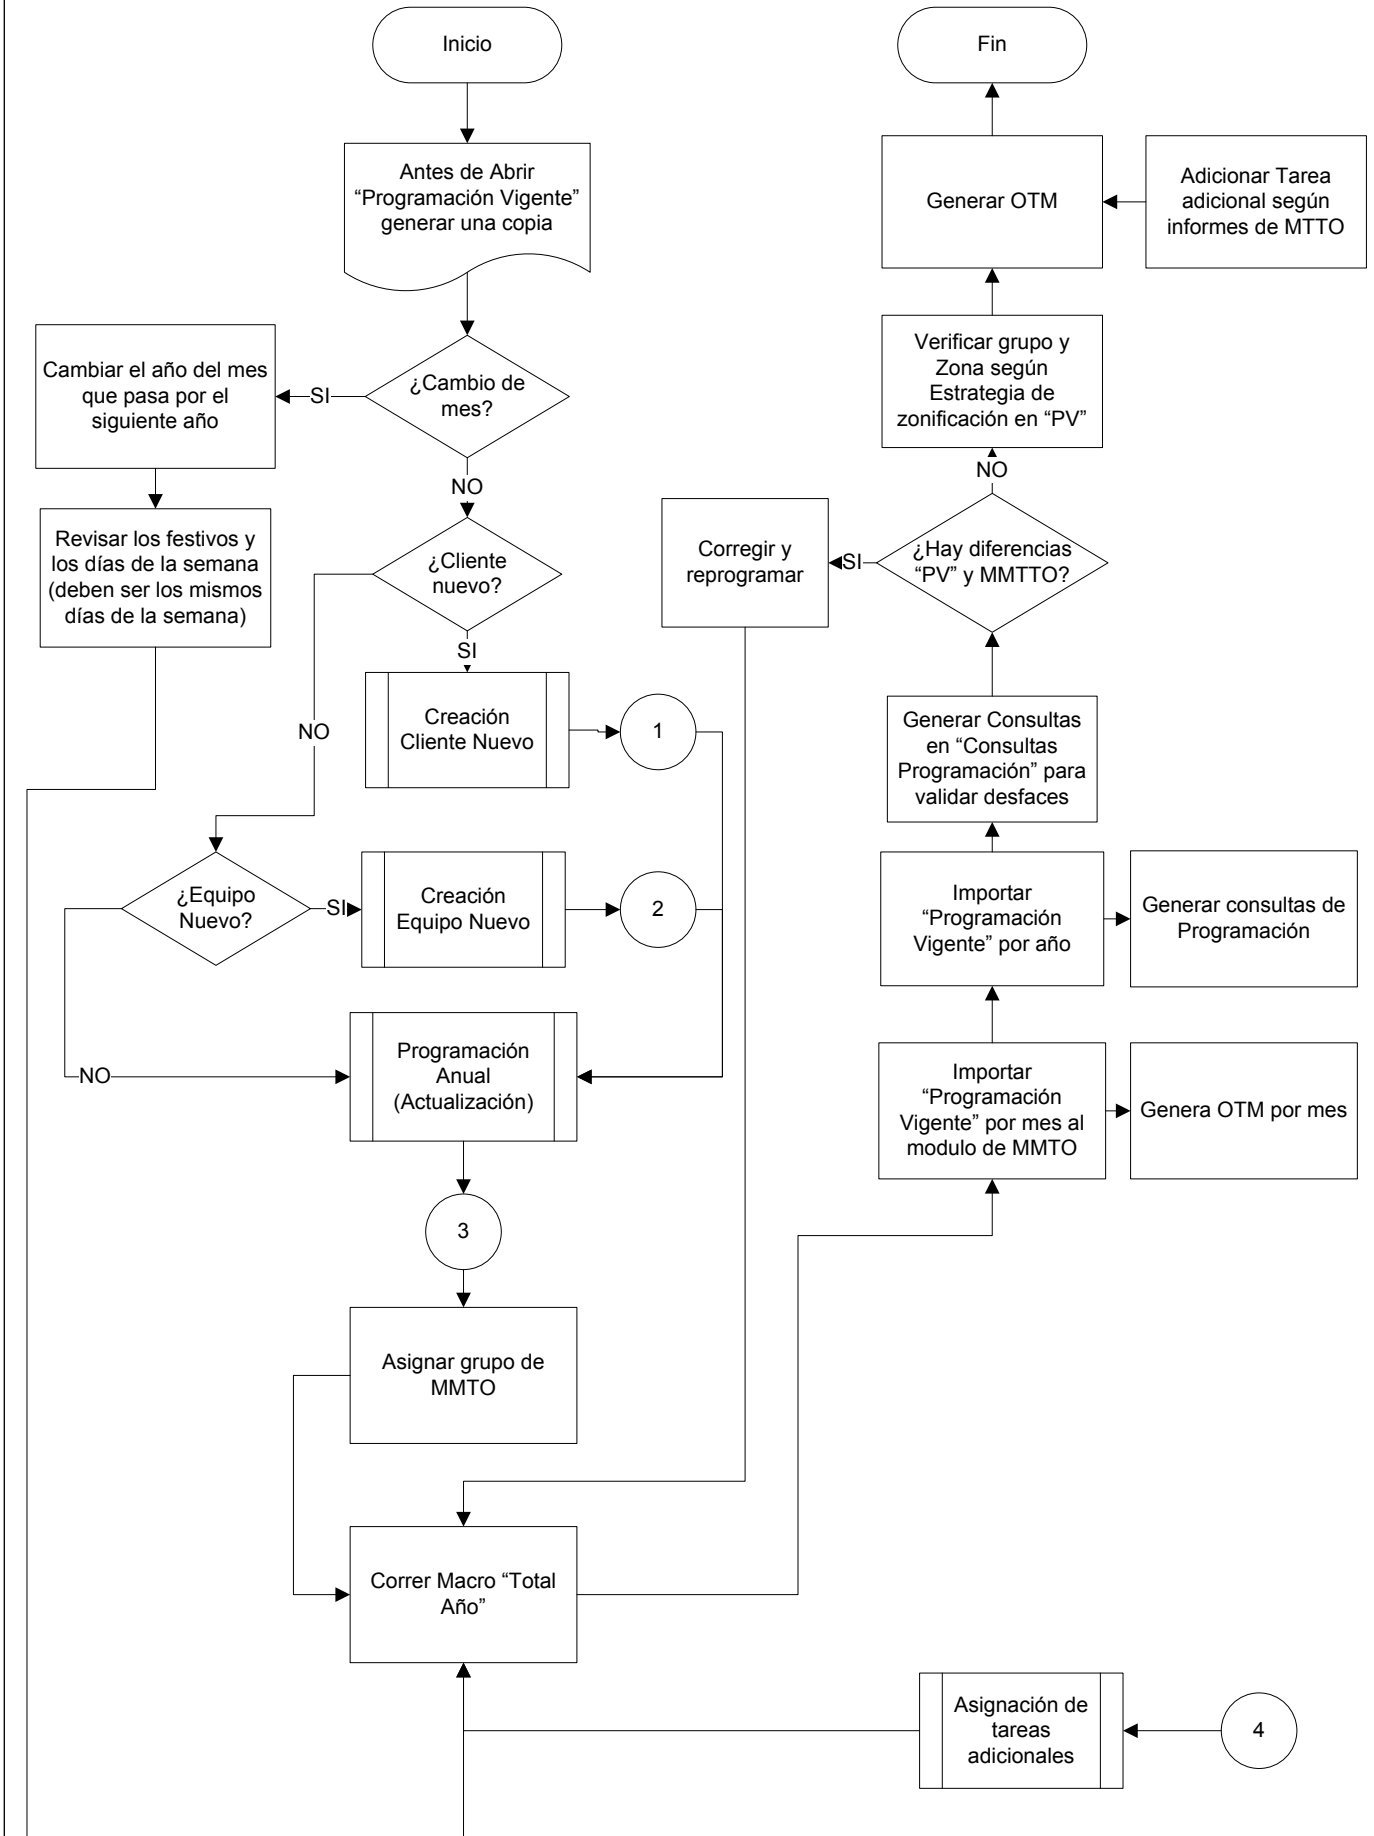 Inicio
Antes de Abrir
“Programación Vigente”
generar una copia
¿Cambio de
mes?
SI
Cambiar el año del mes
que pasa por el
siguiente año
Revisar los festivos y
los días de la semana
(deben ser los mismos
días de la semana)
NO
¿Cliente
nuevo?
SI
Creación
Cliente Nuevo
1
NO
¿Equipo
Nuevo?
SI
Creación
Equipo Nuevo
2
NO
Programación
Anual
(Actualización)
3
Asignar grupo de
MMTO
Correr Macro “Total
Año”
Fin
Generar OTM
Adicionar Tarea
adicional según
informes de MTTO
Verificar grupo y
Zona según
Estrategia de
zonificación en “PV”
NO
¿Hay diferencias
“PV” y MMTTO?
SI
Corregir y
reprogramar
Generar Consultas
en “Consultas
Programación” para
validar desfaces
Importar
“Programación
Vigente” por año
Generar consultas de
Programación
Importar
“Programación
Vigente” por mes al
modulo de MMTO
Genera OTM por mes
Asignación de
tareas
adicionales
4